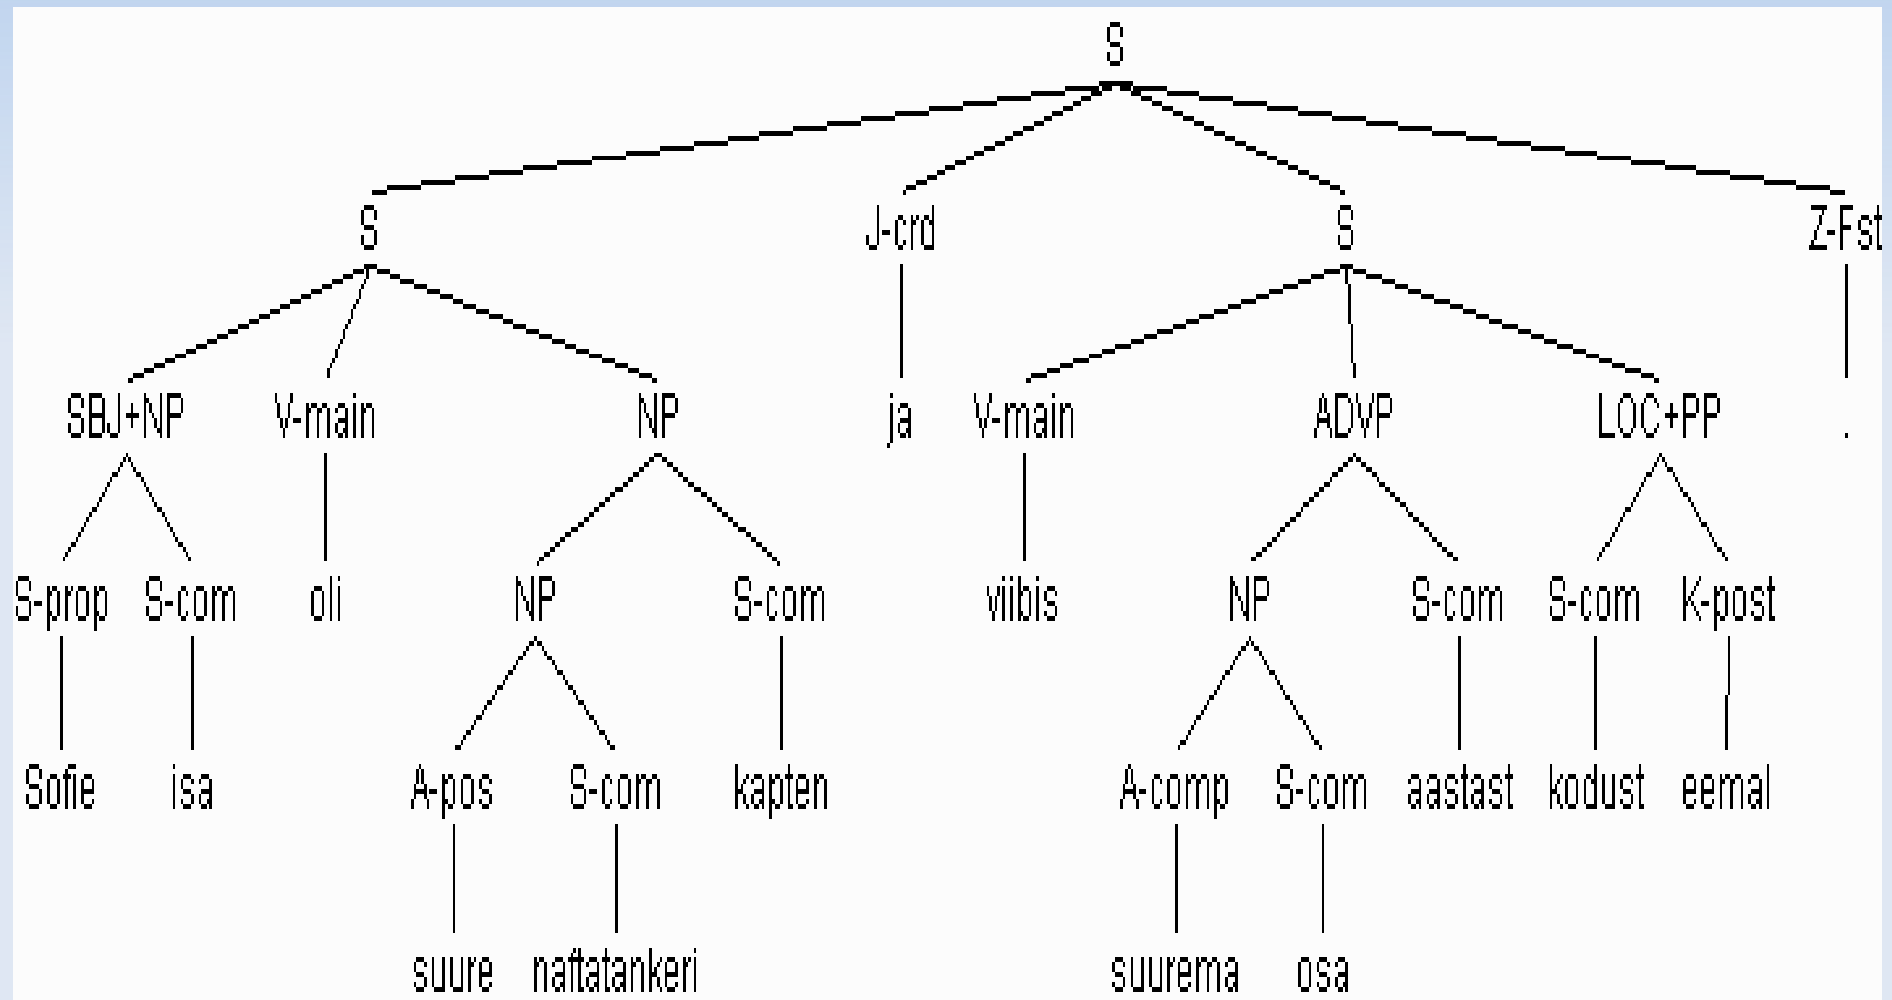 S
S J-crd S Z-Fst
SBJ+NP V-main NP ja V-main ADVP LOC+PP .
S-prop S-com oli NP S-com viibis NP S-com S-com K-post
Sofie isa A-pos S-com kapten A-comp S-com aastast kodust eemal
suure naftatankeri suurema osa